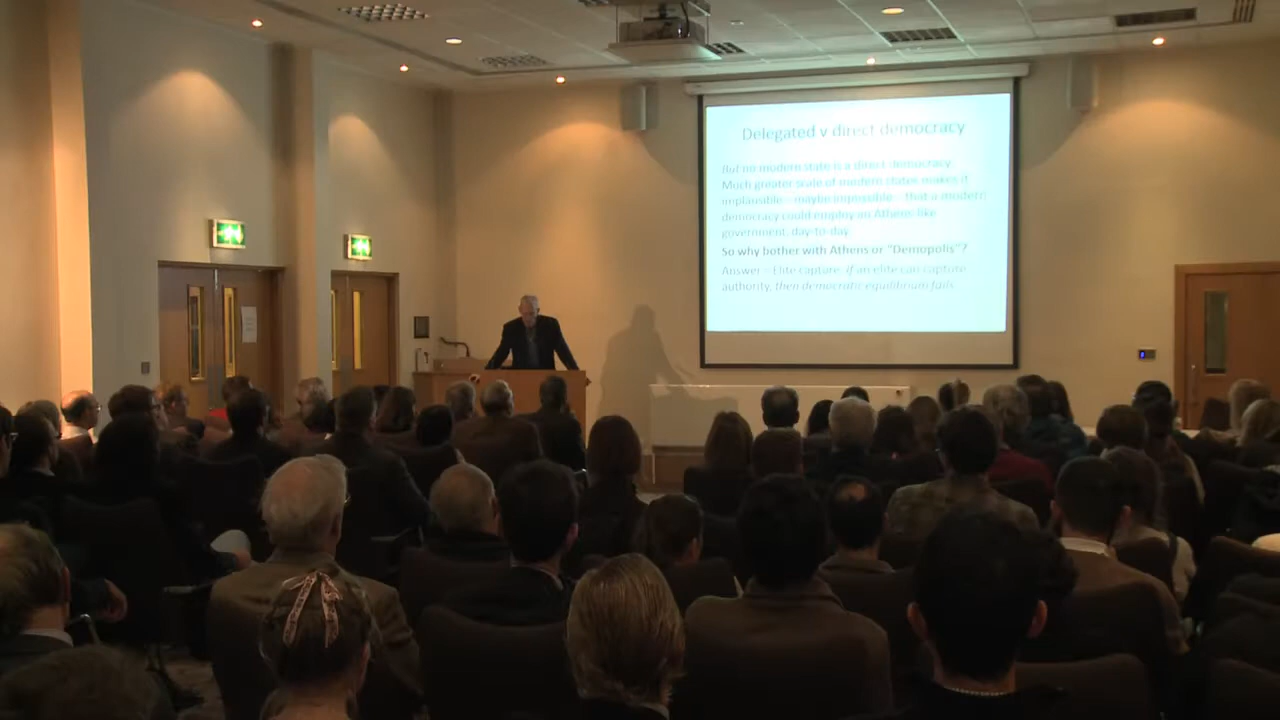 Delegated v direct democracy
But no modern state is a direct democracy.
Much greater scale of modern states makes it
implausible – maybe impossible – that a modern
democracy could employ an Athens-like
government, day-to-day.
So why bother with Athens or "Demopolis"?
Answer – Elite capture. If an elite can capture
authority, then democratic equilibrium fails.